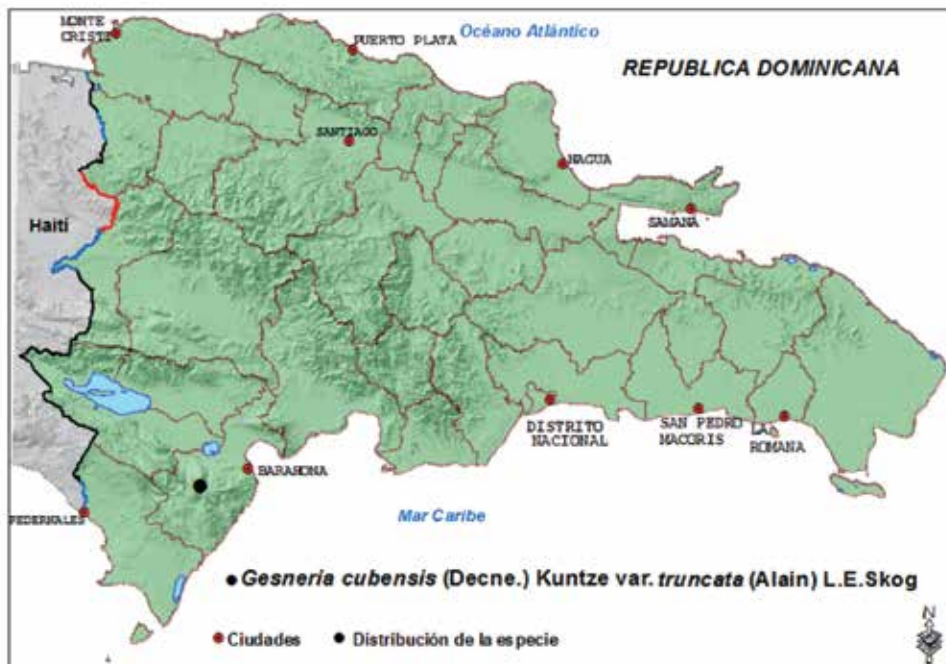 MONTE
CRISTI
PUERTO PLATA
Océano Atlántico
REPUBLICA DOMINICANA
SANTIAGO
NAGUA
SAMANA
Haití
DISTRITO
NACIONAL
SAN PEDRO
MACORIS
LA
ROMANA
BARAHONA
PEDERNALES
Mar Caribe
Gesneria cubensis (Decne.) Kuntze var. truncata (Alain) L.E.Skog
Ciudades
Distribución de la especie
N